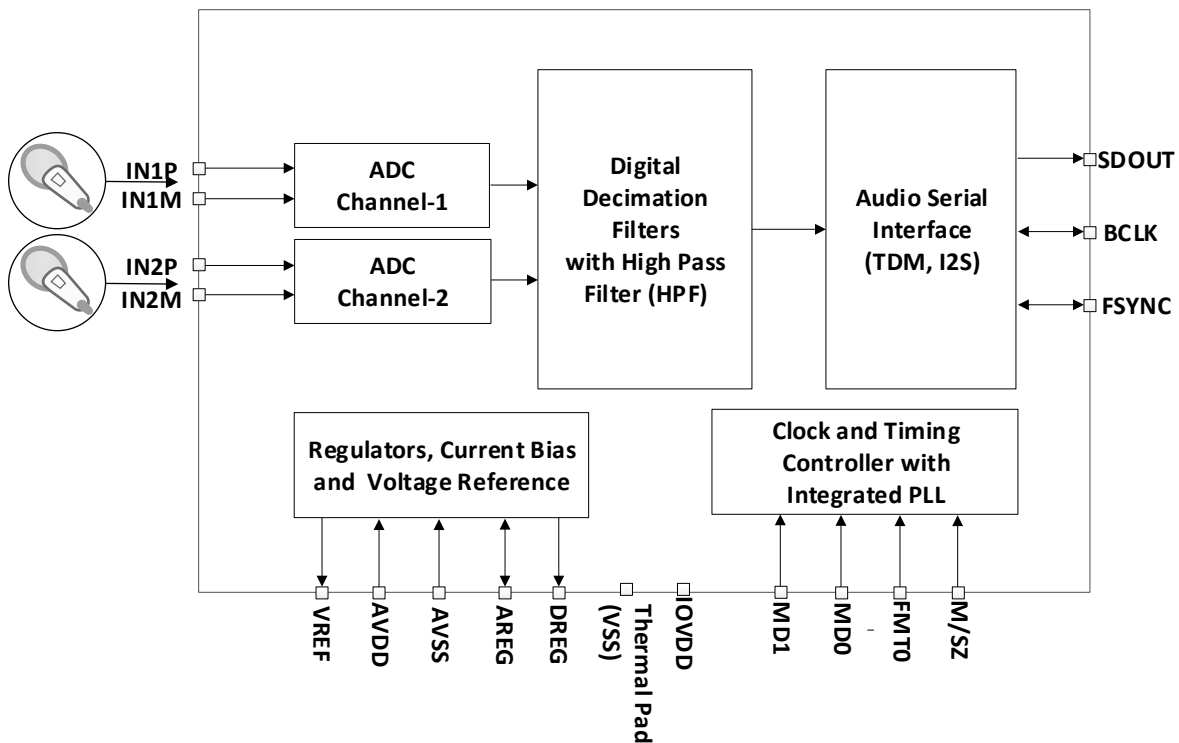 IN1P
IN1M
IN2P
IN2M
ADC
Channel-1
ADC
Channel-2
Digital
Decimation
Filters
with High Pass
Filter (HPF)
Audio Serial
Interface
(TDM, I2S)
SDOUT
BCLK
FSYNC
Regulators, Current Bias
and Voltage Reference
Clock and Timing
Controller with
Integrated PLL
VREF
AVDD
AVSS
AREG
DREG
Thermal Pad
(VSS)
IOVDD
MD1
MD0
FMT0
M/SZ